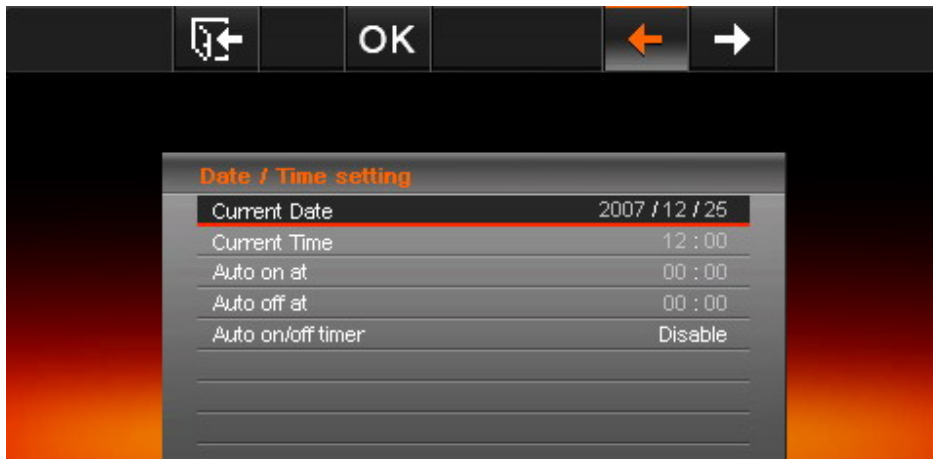 OK
Date / Time setting
Current Date 2007 / 12 / 25
Current Time 12 : 00
Auto on at 00 : 00
Auto off at 00 : 00
Auto on/off timer Disable